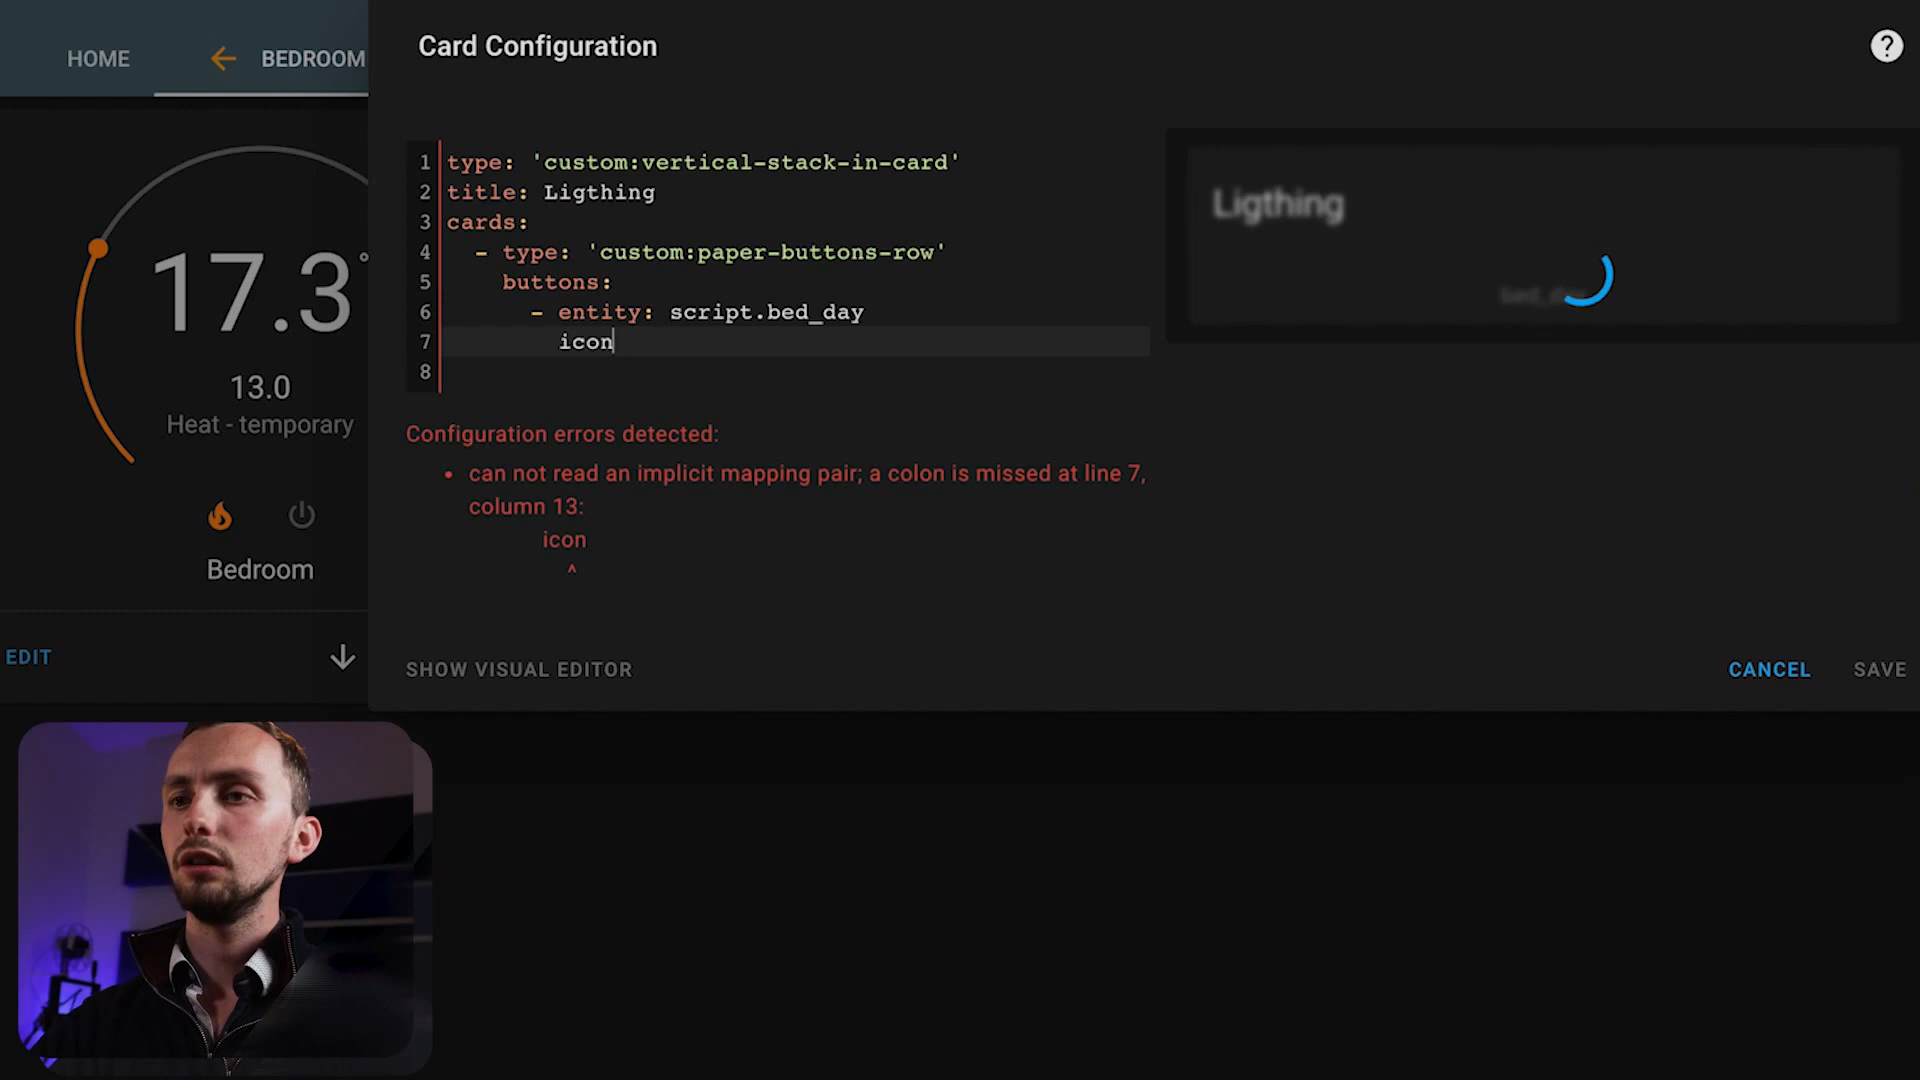 HOME
BEDROOM
Card Configuration
?
1 type: 'custom:vertical-stack-in-card'
2 title: Ligthing
3 cards:
4 - type: 'custom:paper-buttons-row'
5 buttons:
6 - entity: script.bed_day
7 icon
8
Ligthing
bed_day
17.3°
13.0
Heat - temporary
Bedroom
Configuration errors detected:
• can not read an implicit mapping pair; a colon is missed at line 7,
column 13:
icon
^
EDIT
SHOW VISUAL EDITOR
CANCEL
SAVE